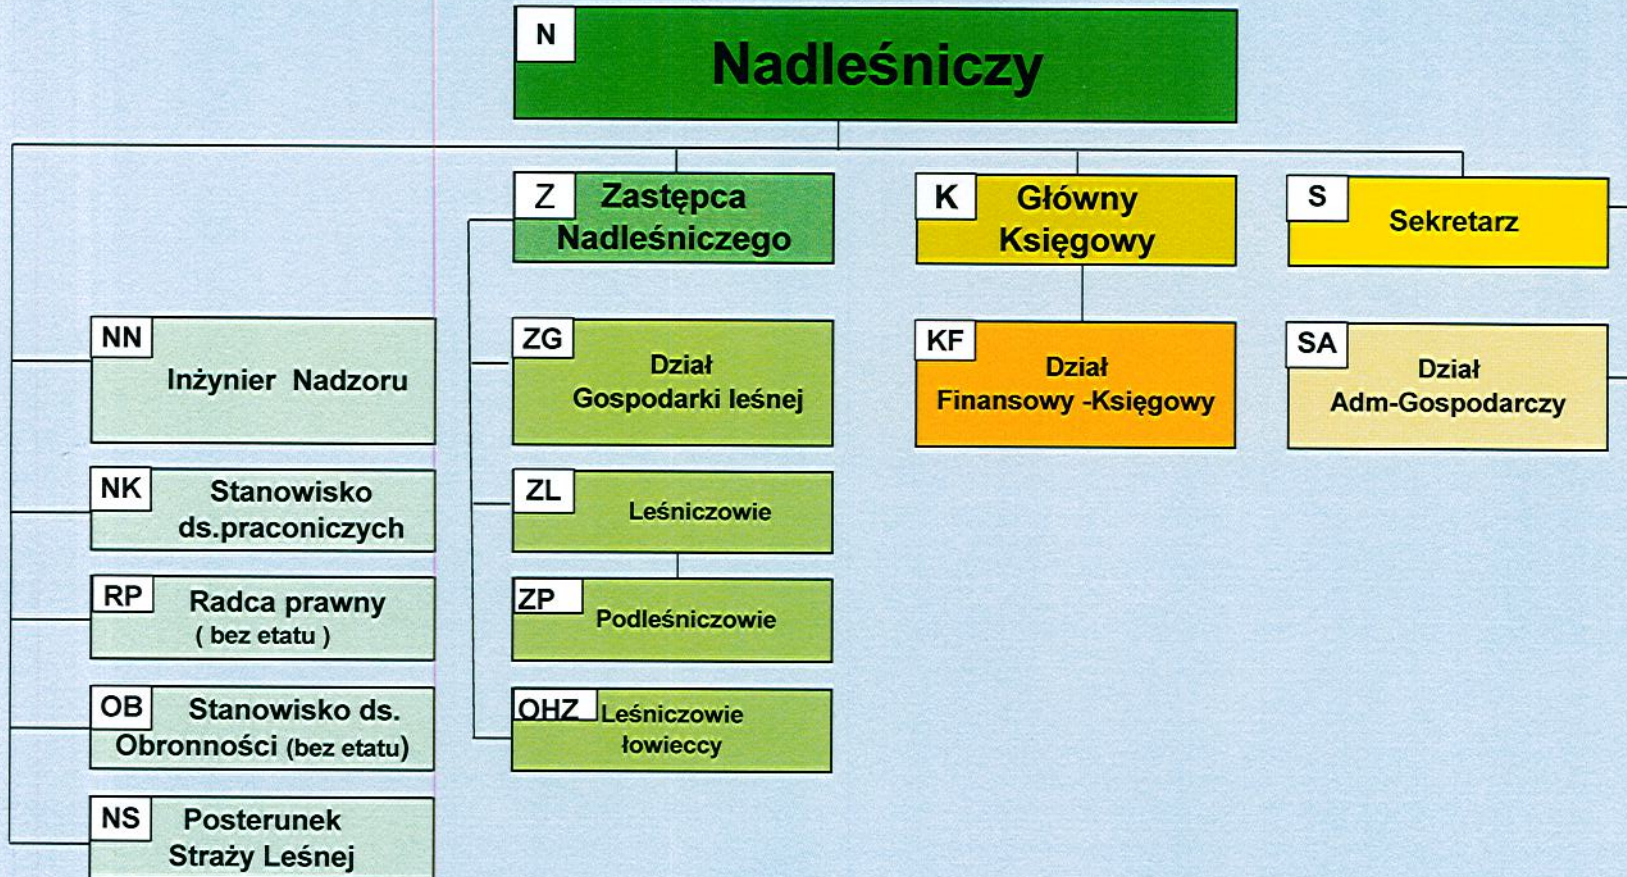 N
Nadleśniczy
Z
Zastępca
Nadleśniczego
K
Główny
Księgowy
S
Sekretarz
NN
Inżynier Nadzoru
ZG
Dział
Gospodarki leśnej
KF
Dział
Finansowy -Księgowy
SA
Dział
Adm-Gospodarczy
NK
Stanowisko
ds.praconiczych
ZL
Leśniczowie
RP
Radca prawny
( bez etatu )
ZP
Podleśniczowie
OB
Stanowisko ds.
Obronności (bez etatu)
OHZ
Leśniczowie
łowieccy
NS
Posterunek
Straży Leśnej